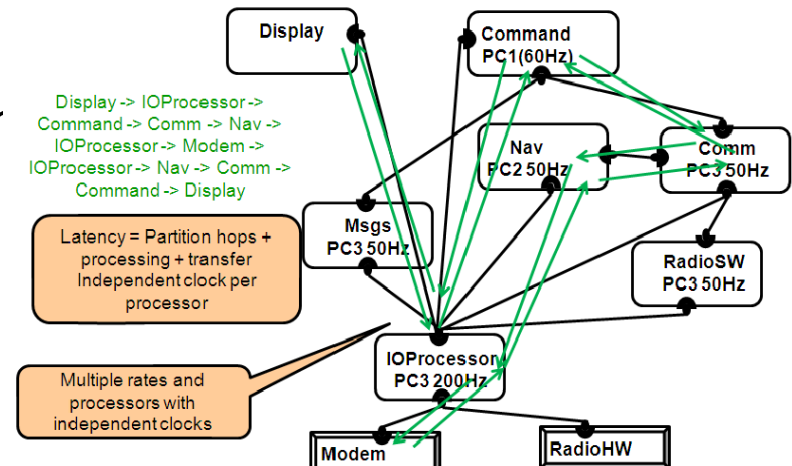 Display
Command
PC1(60Hz)
Display -> IOProcessor ->
Command -> Comm -> Nav ->
IOProcessor -> Modem ->
IOProcessor -> Nav -> Comm ->
Command -> Display
Nav
PC2 50Hz
Comm
PC3 50Hz
Latency = Partition hops +
processing + transfer
Independent clock per
processor
Msgs
PC3 50Hz
RadioSW
PC3 50Hz
IOProcessor
PC3 200Hz
Multiple rates and
processors with
independent clocks
Modem
RadioHW